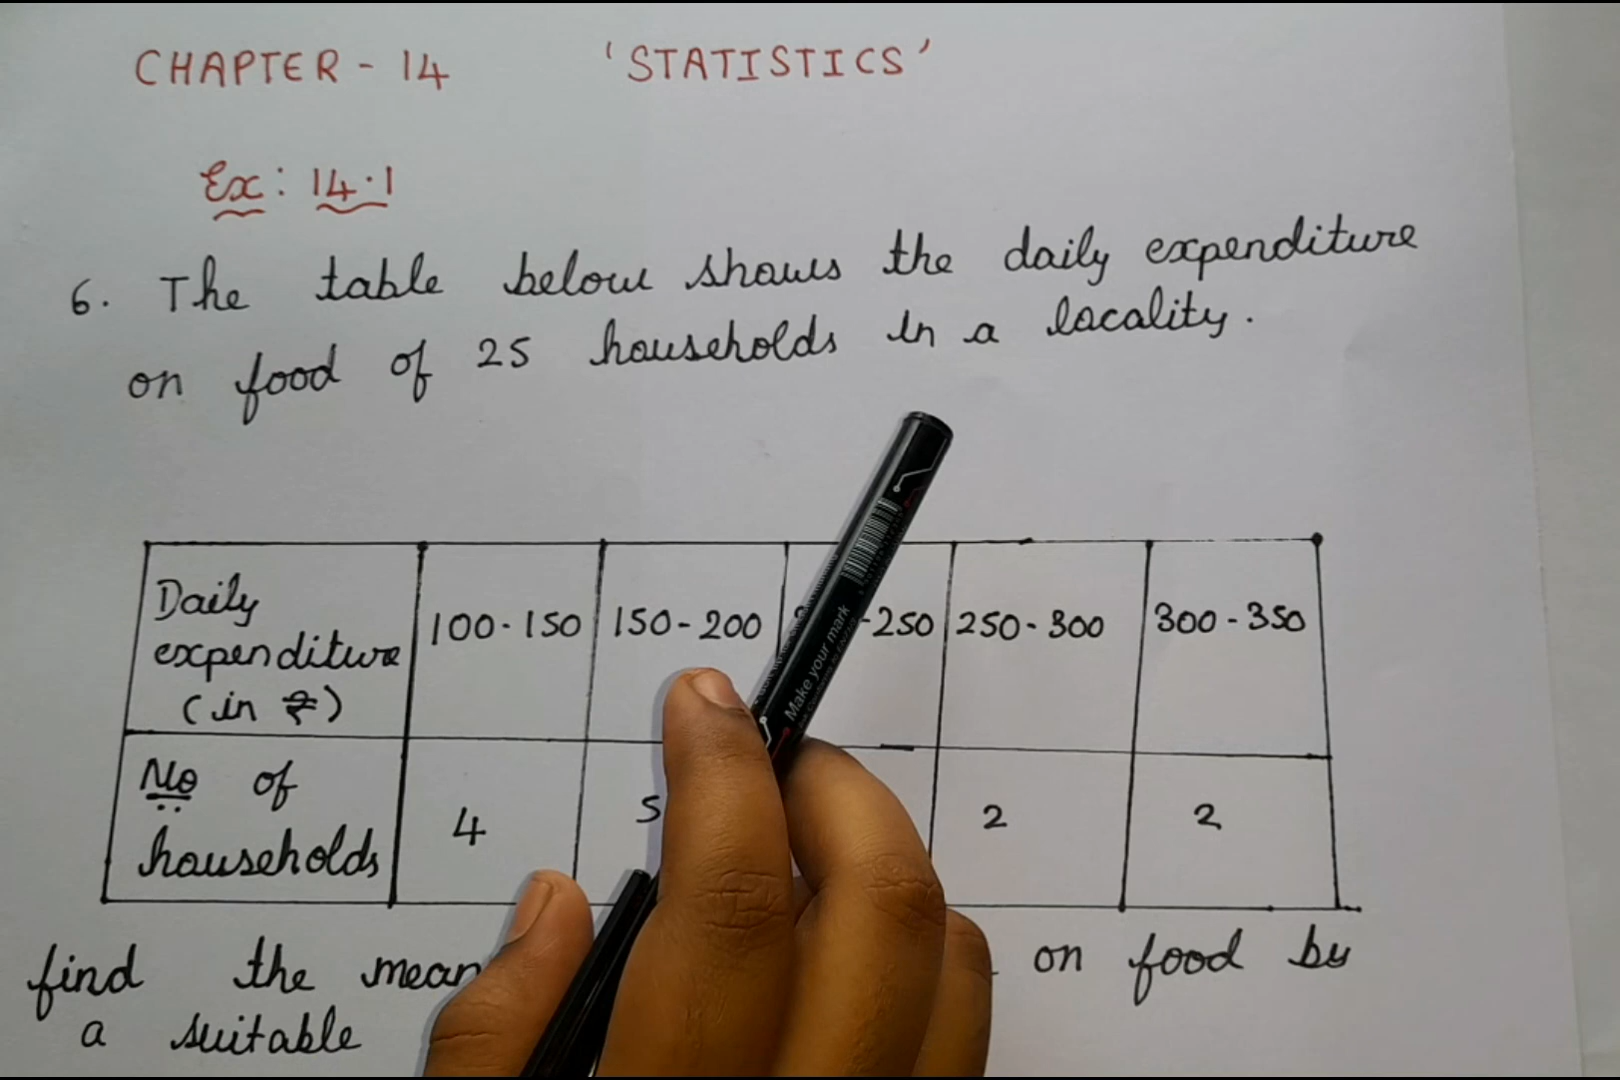 CHAPTER - 14 'STATISTICS'
Ex: 14.1
6. The table below shows the daily expenditure
on food of 25 households in a locality.
Daily expenditure (in ₹) 100-150 150-200 -250 250-300 300-350
No of households 4 5 2 2
find the mean on food by
a suitable
Make your mark